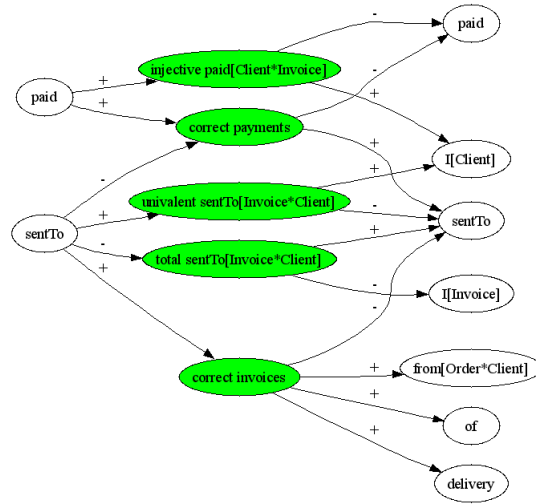 paid
injective paid[Client*Invoice]
paid
correct payments
I[Client]
univalent sentTo[Invoice*Client]
sentTo
sentTo
total sentTo[Invoice*Client]
I[Invoice]
correct invoices
from[Order*Client]
of
delivery
-
+
+
-
+
+
-
+
+
-
-
+
+
-
-
+
+
+
+